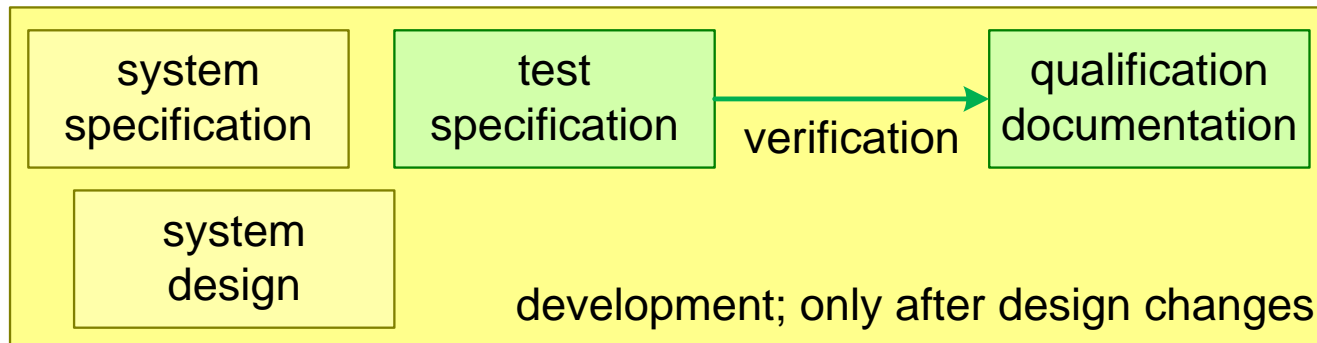 system
specification
test
specification
verification
qualification
documentation
system
design
development; only after design changes